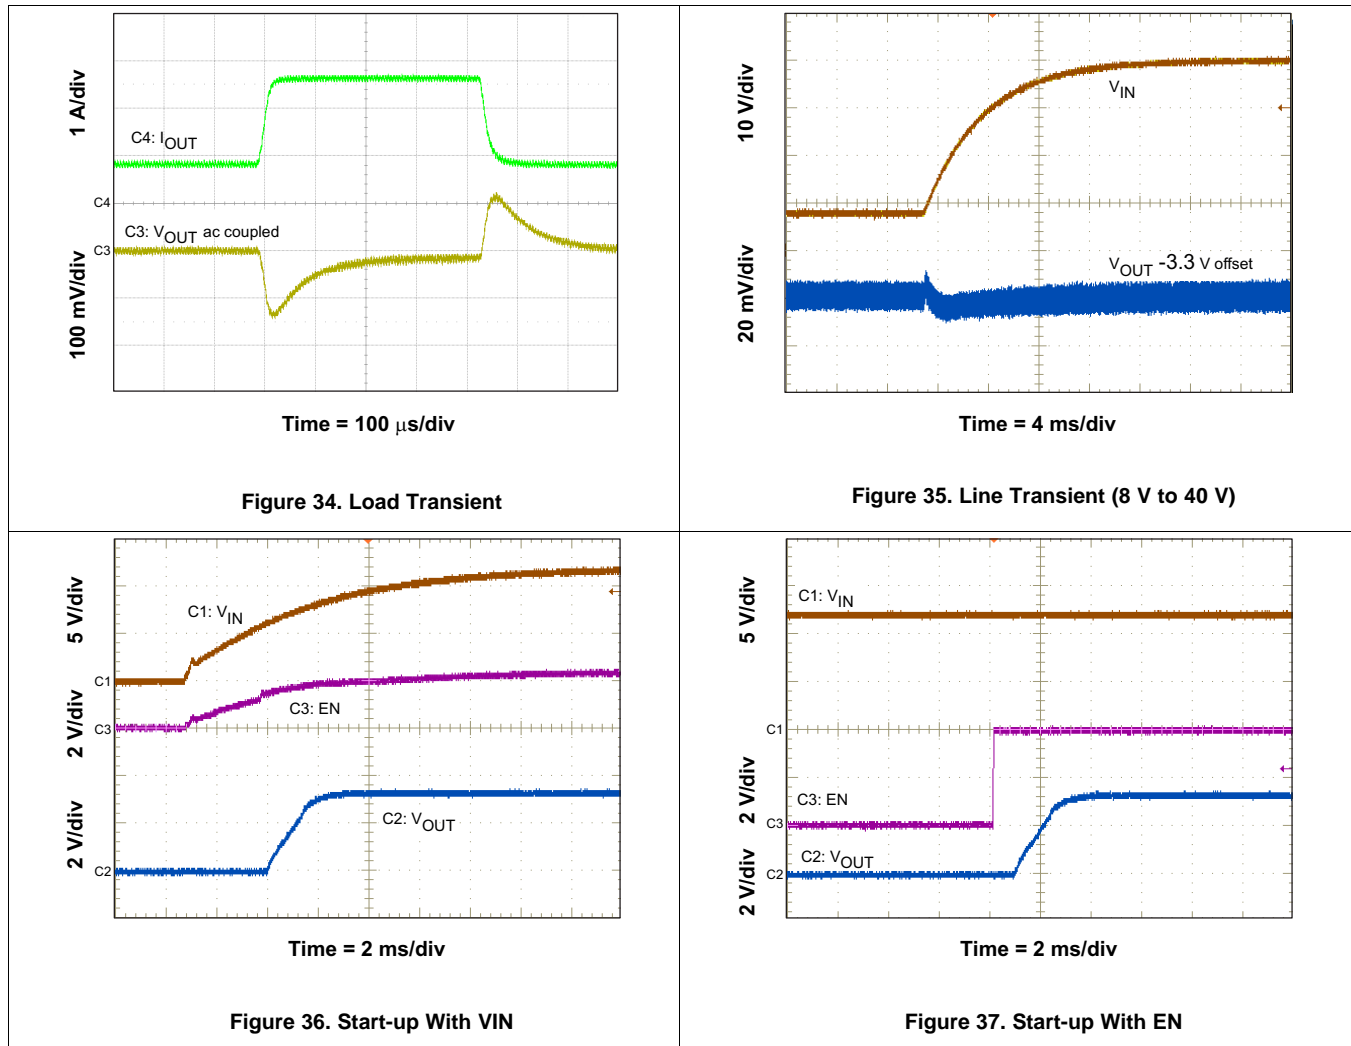 1 A/div
C4: IOUT
C4
C3: VOUT ac coupled
C3
100 mV/div
Time = 100 μs/div
Figure 34. Load Transient
10 V/div
VIN
VOUT -3.3 V offset
20 mV/div
Time = 4 ms/div
Figure 35. Line Transient (8 V to 40 V)
5 V/div
C1: VIN
C1
C3: EN
C3
2 V/div
C2: VOUT
2 V/div
C2
Time = 2 ms/div
Figure 36. Start-up With VIN
5 V/div
C1: VIN
C1
C3: EN
C3
2 V/div
C2: VOUT
C2
2 V/div
Time = 2 ms/div
Figure 37. Start-up With EN